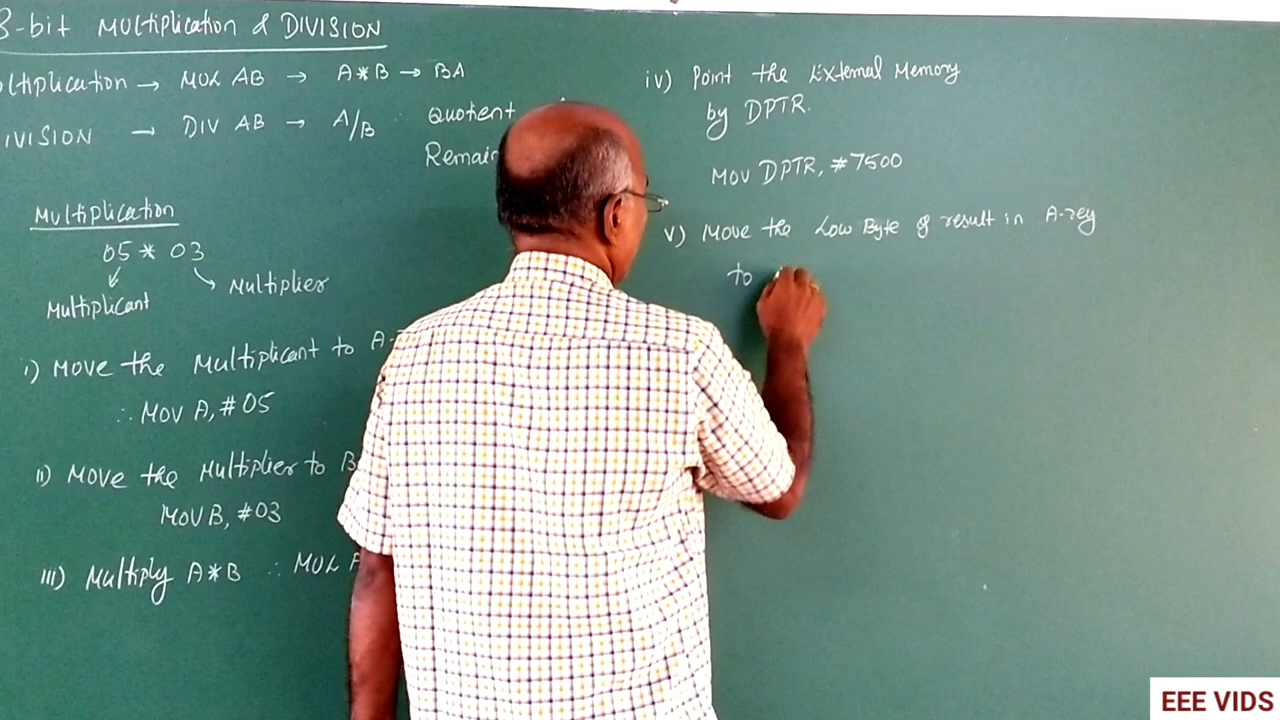 8-bit MULTIPLICATION & DIVISION
ultiplication → MUL AB → A*B → BA
IVISION → DIV AB → A/B Quotient
Remain
Multiplication
05 * 03
Multiplicant
Multiplier
i) Move the Multiplicant to A-
∴ MOV A, #05
ii) Move the Multiplier to B
MOV B, #03
iii) Multiply A*B ∴ MUL A
iv) Point the External Memory
by DPTR.
MOV DPTR, #7500
v) Move the Low Byte of result in A-reg
to
EEE VIDS